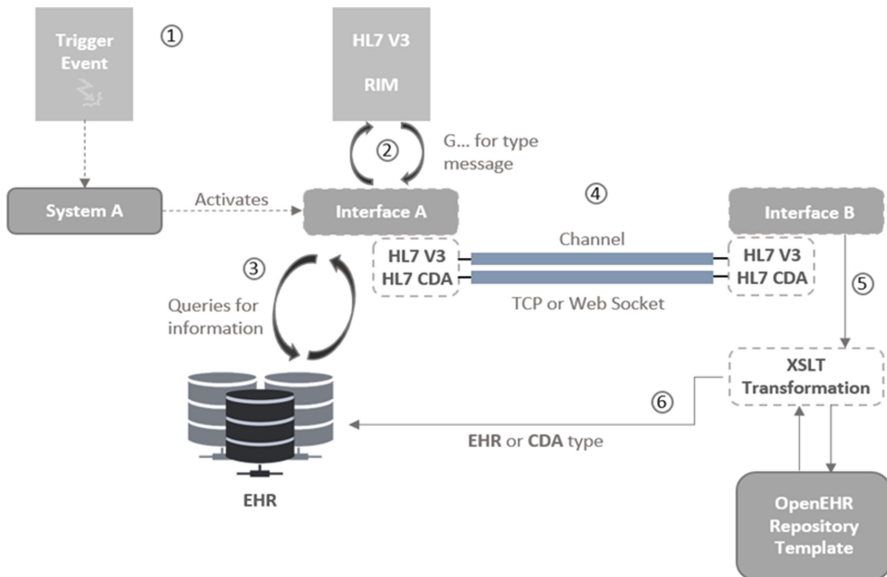 Trigger
Event
①
HL7 V3
RIM
②
G... for type
message
④
System A
Activates
Interface A
Interface B
Channel
HL7 V3
HL7 CDA
HL7 V3
HL7 CDA
TCP or Web Socket
③
Queries for
information
⑤
XSLT
Transformation
⑥
EHR or CDA type
EHR
OpenEHR
Repository
Template